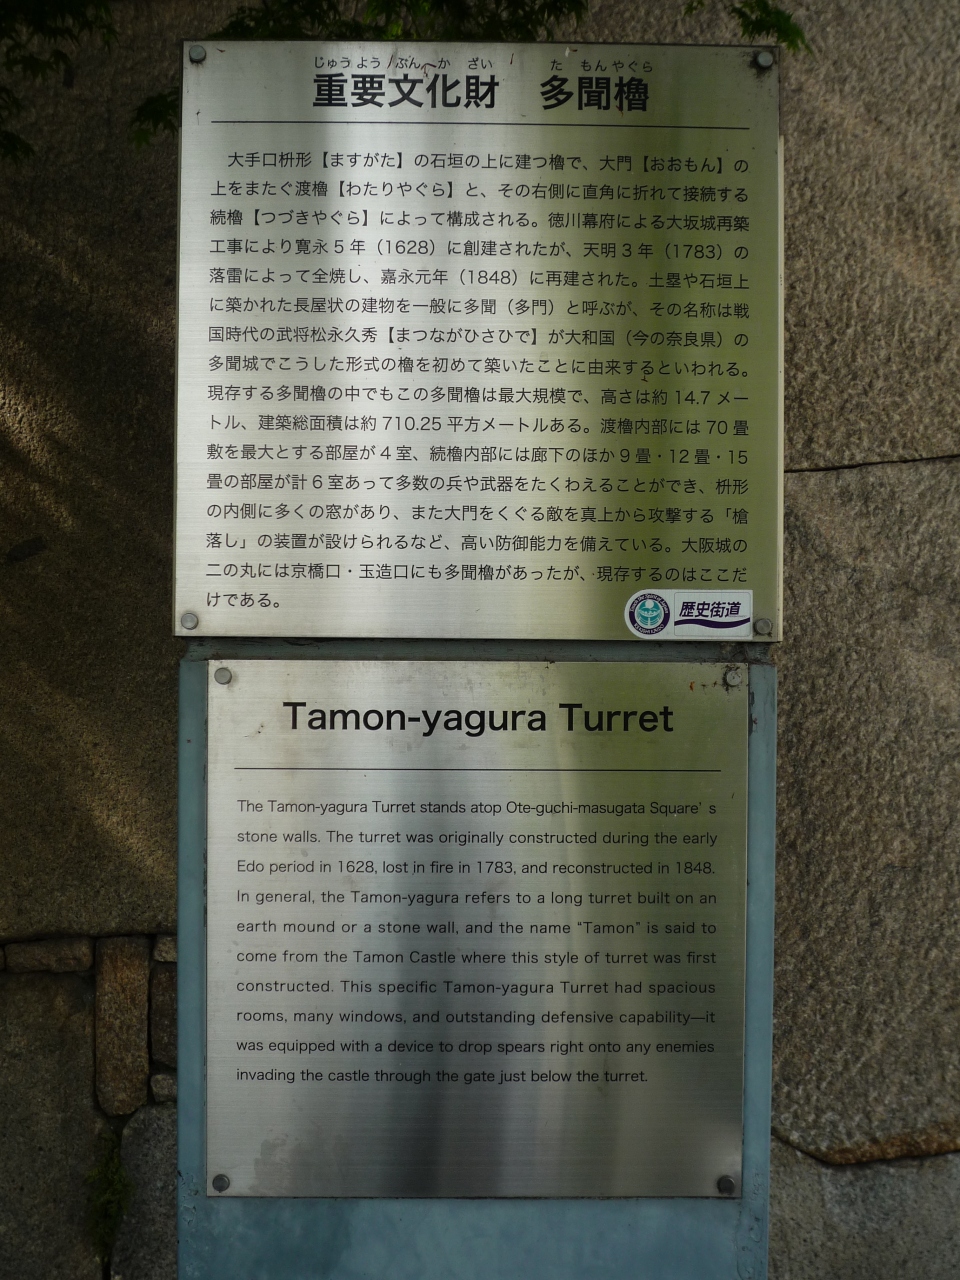 じゅうよう ぶんかざい たもんやぐら
重要文化財 多聞櫓
大手口枡形【ますがた】の石垣の上に建つ櫓で、大門【おおもん】の
上をまたぐ渡櫓【わたりやぐら】と、その右側に直角に折れて接続する
続櫓【つづきやぐら】によって構成される。徳川幕府による大坂城再築
工事により寛永5年（1628）に創建されたが、天明3年（1783）の
落雷によって全焼し、嘉永元年（1848）に再建された。土塁や石垣上
に築かれた長屋状の建物を一般に多聞（多門）と呼ぶが、その名称は戦
国時代の武将松永久秀【まつながひさひで】が大和国（今の奈良県）の
多聞城でこうした形式の櫓を初めて築いたことに由来するといわれる。
現存する多聞櫓の中でもこの多聞櫓は最大規模で、高さは約14.7メー
トル、建築総面積は約710.25平方メートルある。渡櫓内部には70畳
敷を最大とする部屋が4室、続櫓内部には廊下のほか9畳・12畳・15
畳の部屋が計6室あって多数の兵や武器をたくわえることができ、枡形
の内側に多くの窓があり、また大門をくぐる敵を真上から攻撃する「槍
落し」の装置が設けられるなど、高い防御能力を備えている。大阪城の
二の丸には京橋口・玉造口にも多聞櫓があったが、現存するのはここだ
けである。
歴史街道
Tamon-yagura Turret
The Tamon-yagura Turret stands atop Ote-guchi-masugata Square's
stone walls. The turret was originally constructed during the early
Edo period in 1628, lost in fire in 1783, and reconstructed in 1848.
In general, the Tamon-yagura refers to a long turret built on an
earth mound or a stone wall, and the name “Tamon” is said to
come from the Tamon Castle where this style of turret was first
constructed. This specific Tamon-yagura Turret had spacious
rooms, many windows, and outstanding defensive capability—it
was equipped with a device to drop spears right onto any enemies
invading the castle through the gate just below the turret.